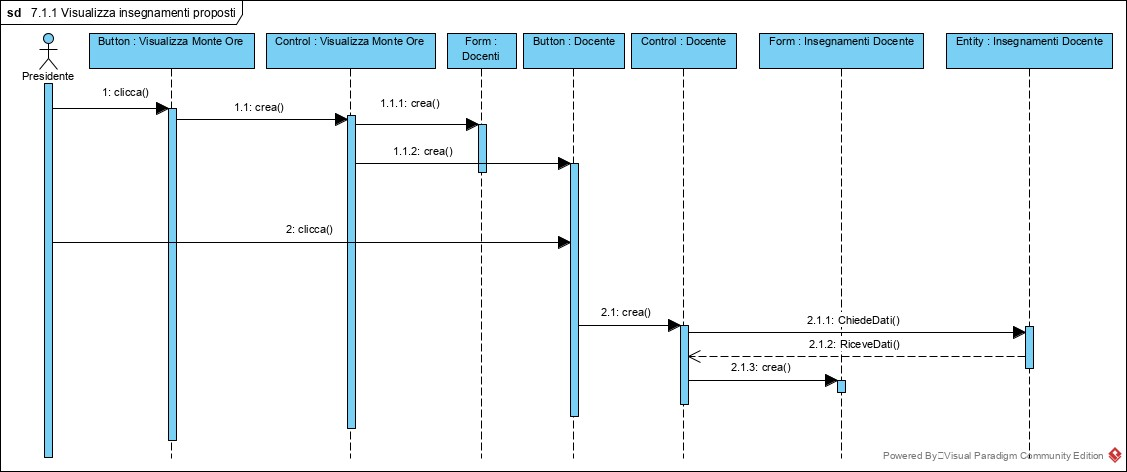 sd 7.1.1 Visualizza insegnamenti proposti
Presidente
Button : Visualizza Monte Ore
Control : Visualizza Monte Ore
Form :
Docenti
Button : Docente
Control : Docente
Form : Insegnamenti Docente
Entity : Insegnamenti Docente
1: clicca()
1.1: crea()
1.1.1: crea()
1.1.2: crea()
2: clicca()
2.1: crea()
2.1.1: ChiedeDati()
2.1.2: RiceveDati()
2.1.3: crea()
Powered By Visual Paradigm Community Edition